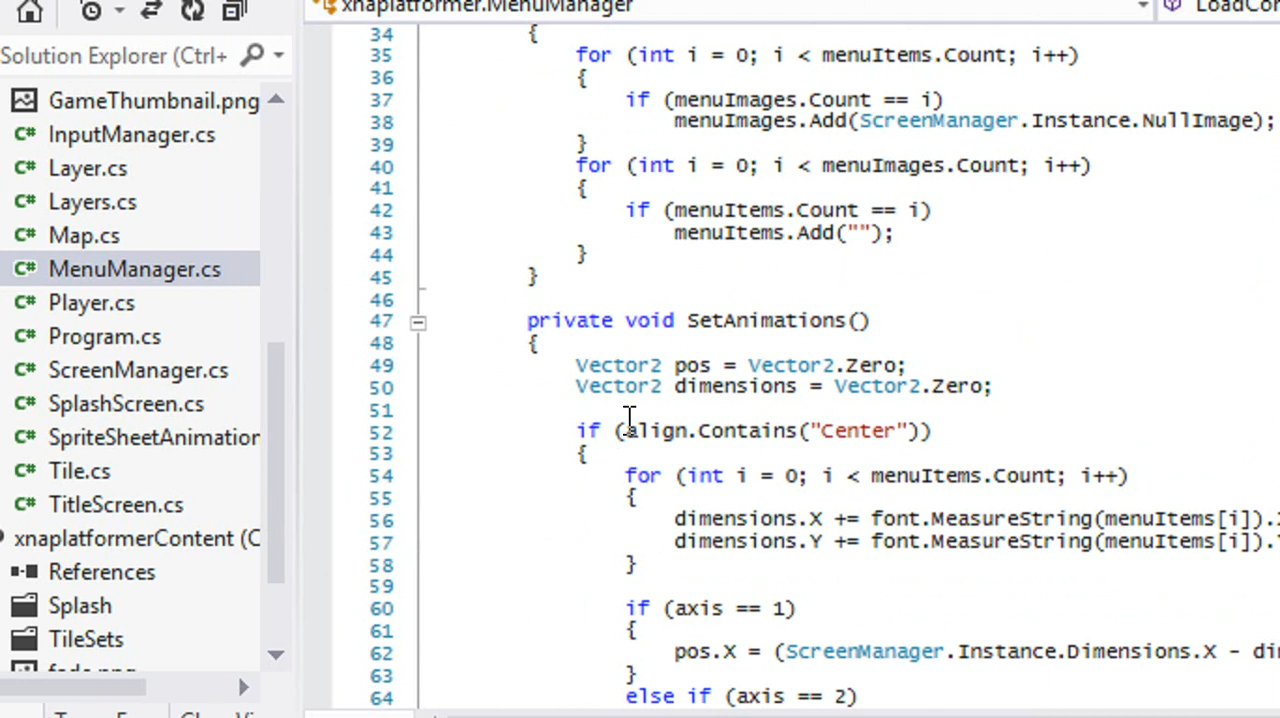 xnaplatformer.MenuManager
Solution Explorer (Ctrl+
GameThumbnail.png
InputManager.cs
Layer.cs
Layers.cs
Map.cs
MenuManager.cs
Player.cs
Program.cs
ScreenManager.cs
SplashScreen.cs
SpriteSheetAnimation
Tile.cs
TitleScreen.cs
xnaplatformerContent (C
References
Splash
TileSets
fade.png
34 {
35 for (int i = 0; i < menuItems.Count; i++)
36 {
37 if (menuImages.Count == i)
38 menuImages.Add(ScreenManager.Instance.NullImage);
39 }
40 for (int i = 0; i < menuImages.Count; i++)
41 {
42 if (menuItems.Count == i)
43 menuItems.Add("");
44 }
45 }
46
47 private void SetAnimations()
48 {
49 Vector2 pos = Vector2.Zero;
50 Vector2 dimensions = Vector2.Zero;
51
52 if (align.Contains("Center"))
53 {
54 for (int i = 0; i < menuItems.Count; i++)
55 {
56 dimensions.X += font.MeasureString(menuItems[i]).
57 dimensions.Y += font.MeasureString(menuItems[i]).
58 }
59
60 if (axis == 1)
61 {
62 pos.X = (ScreenManager.Instance.Dimensions.X - di
63 }
64 else if (axis == 2)